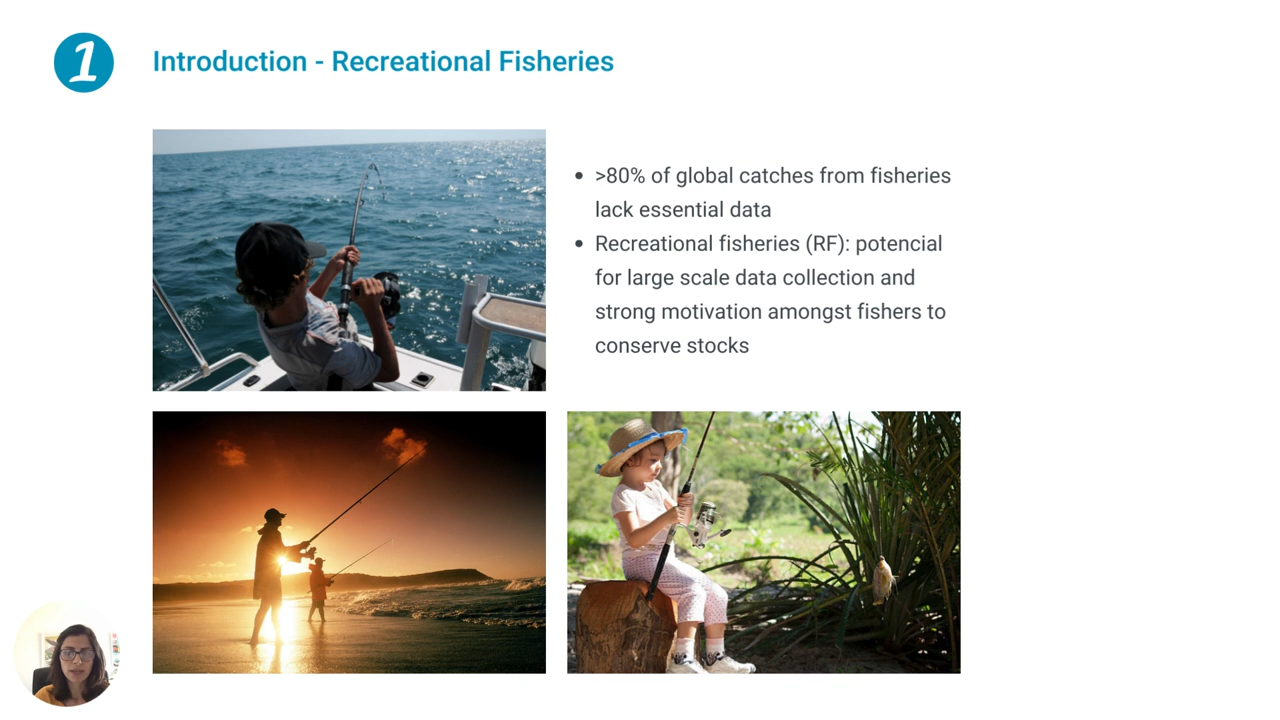 1
Introduction - Recreational Fisheries
• >80% of global catches from fisheries
lack essential data
• Recreational fisheries (RF): potencial
for large scale data collection and
strong motivation amongst fishers to
conserve stocks